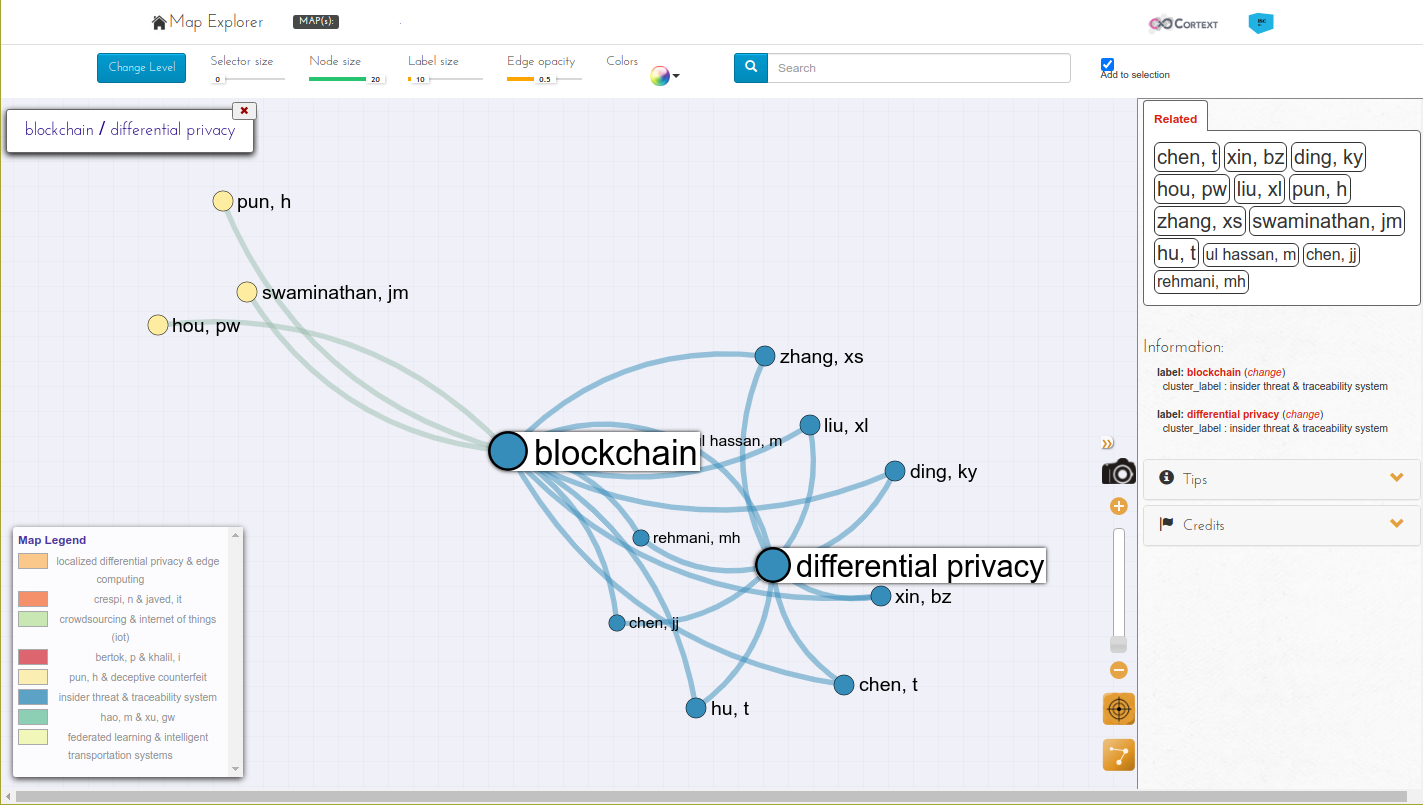 Map Explorer
MAP(s):
CORTEXT
Change Level
Selector size
0
Node size
20
Label size
10
Edge opacity
0.5
Colors
Search
Add to selection
blockchain / differential privacy
pun, h
swaminathan, jm
hou, pw
zhang, xs
liu, xl
blockchain
l hassan, m
ding, ky
rehmani, mh
differential privacy
xin, bz
chen, jj
chen, t
hu, t
Map Legend
localized differential privacy & edge
computing
crespi, n & javed, it
crowdsourcing & internet of things
(iot)
bertok, p & khalil, i
pun, h & deceptive counterfeit
insider threat & traceability system
hao, m & xu, gw
federated learning & intelligent
transportation systems
Related
chen, t xin, bz ding, ky
hou, pw liu, xl pun, h
zhang, xs swaminathan, jm
hu, t ul hassan, m chen, jj
rehmani, mh
Information:
label: blockchain (change)
cluster_label : insider threat & traceability system
label: differential privacy (change)
cluster_label : insider threat & traceability system
Tips
Credits